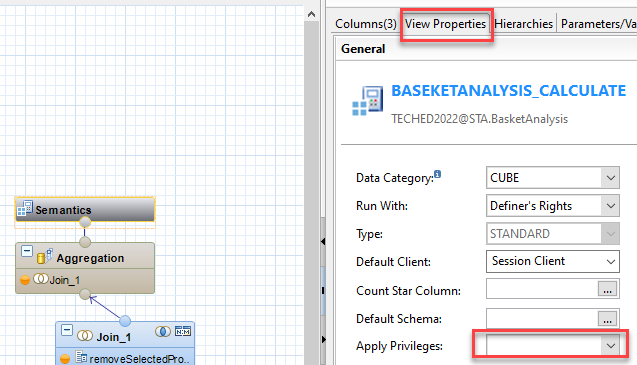 Semantics
Aggregation
Join_1
Join_1
N:M
removeSelectedPro...
Columns(3) View Properties Hierarchies Parameters/Va
General
BASEKETANALYSIS_CALCULATE
TECHED2022@STA.BasketAnalysis
Data Category: CUBE
Run With: Definer's Rights
Type: STANDARD
Default Client: Session Client
Count Star Column: ...
Default Schema: ...
Apply Privileges: